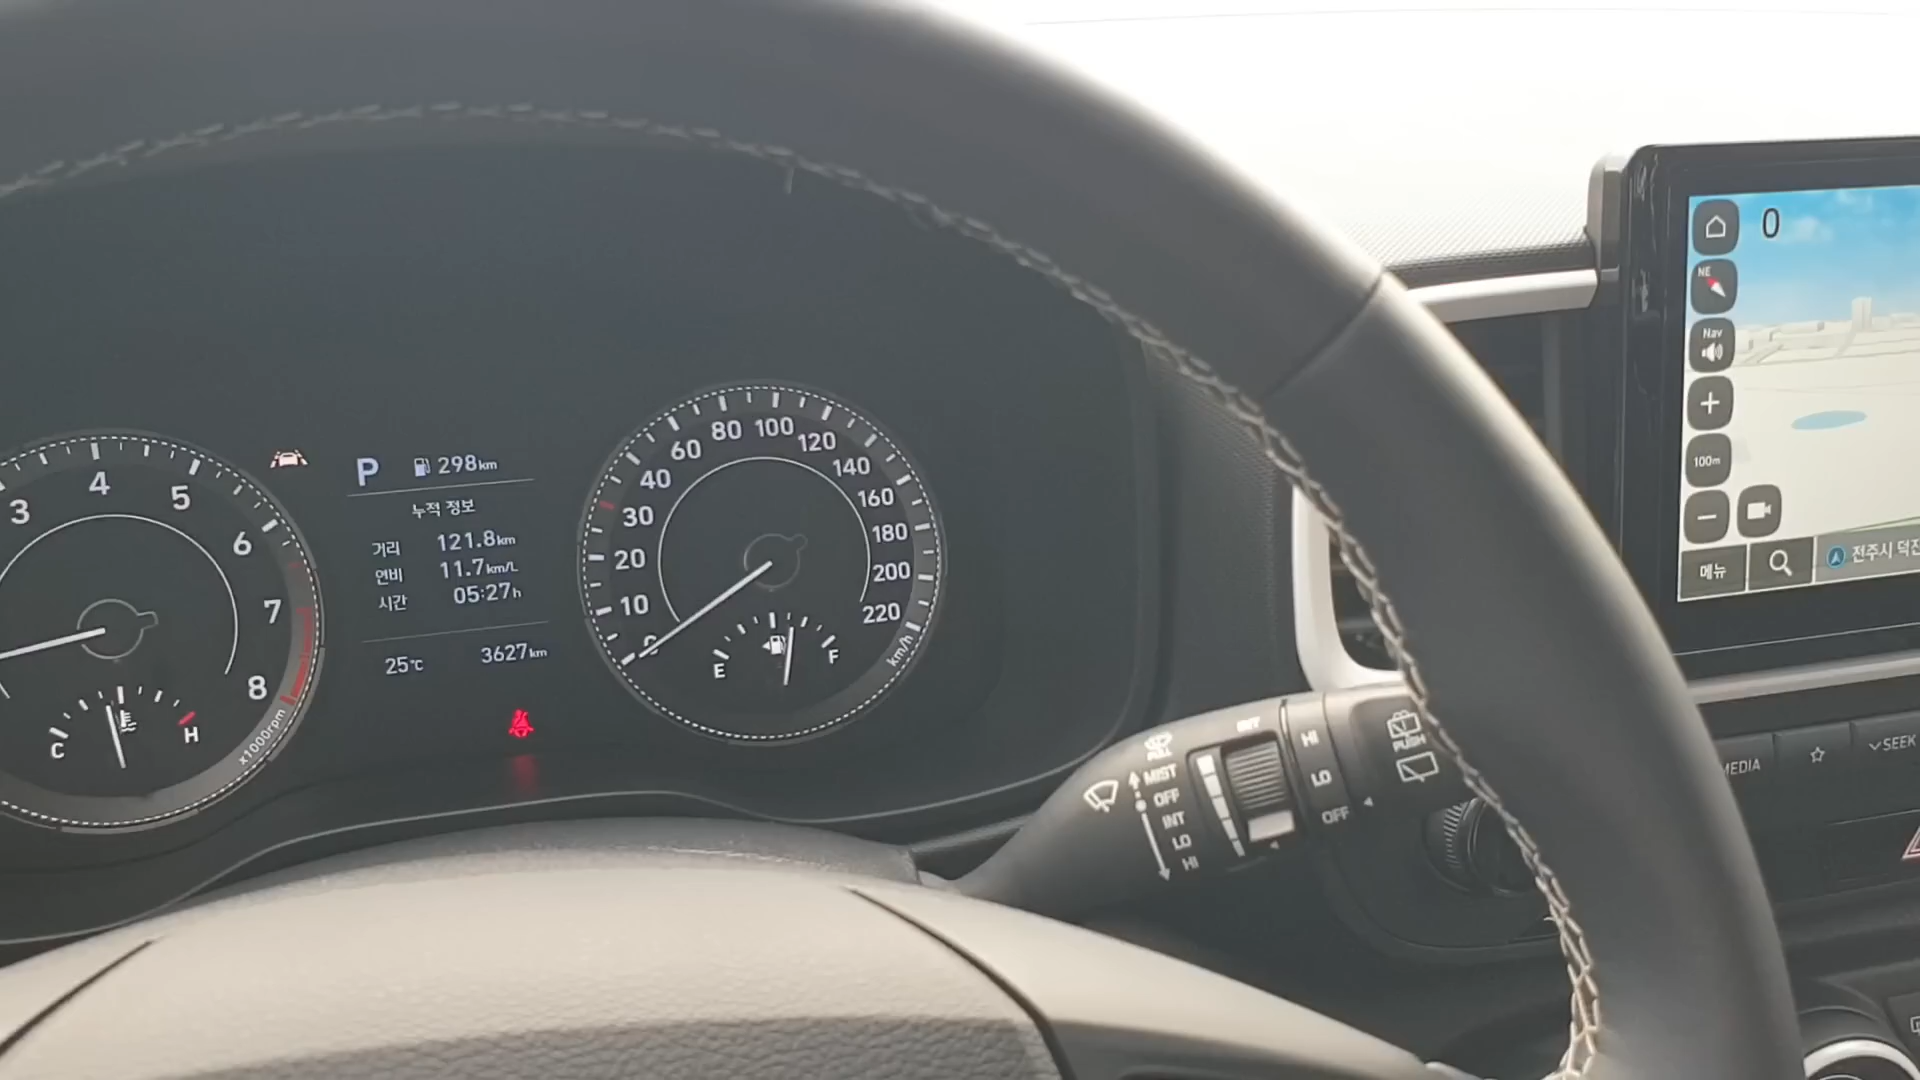 3
4
5
6
7
8
x1000rpm
C
H
P
298km
누적 정보
거리 121.8km
연비 11.7km/L
시간 05:27h
25℃ 3627km
0
10
20
30
40
60
80
100
120
140
160
180
200
220
km/h
E
F
PULL
MIST
OFF
INT
LO
HI
INT
HI
LO
OFF
PUSH
0
NE
Nav
+
100m
메뉴
전주시 덕진
MEDIA
SEEK